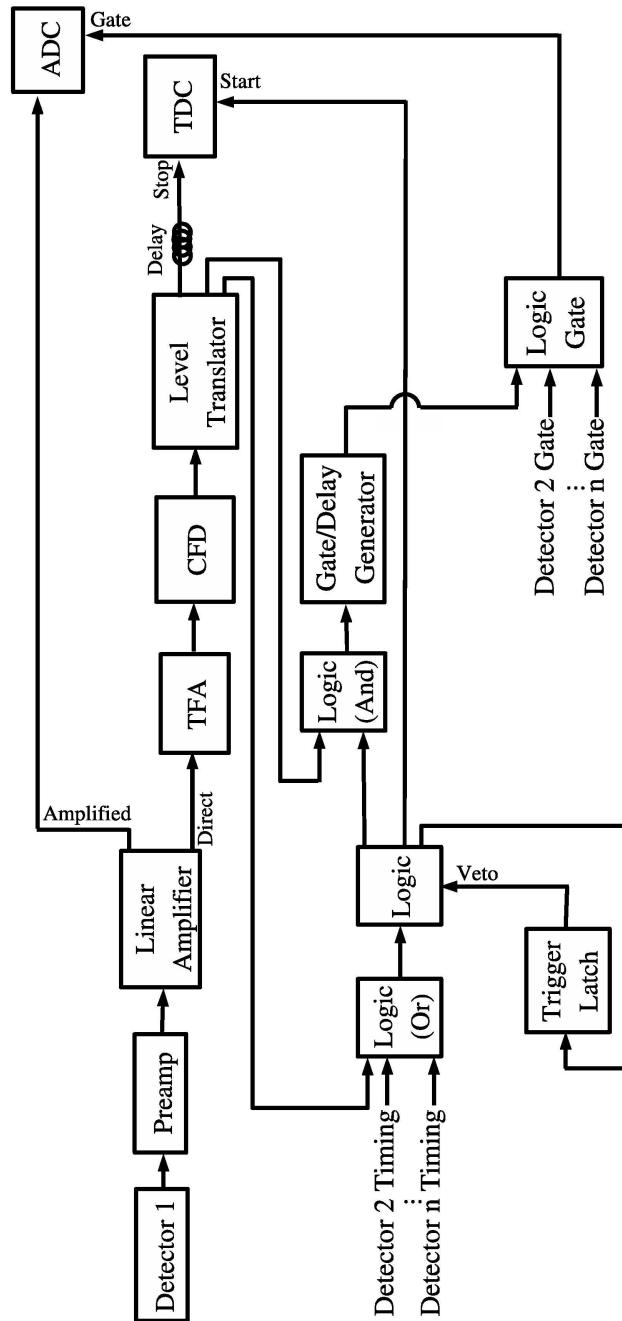 Gate
ADC
TDC
Start
Stop
Delay
Level
Translator
CFD
TFA
Amplified
Direct
Linear
Amplifier
Preamp
Detector 1
Logic
Gate
Detector 2 Gate
...
Detector n Gate
Gate/Delay
Generator
Logic
(And)
Logic
Veto
Logic
(Or)
Trigger
Latch
Detector 2 Timing
...
Detector n Timing